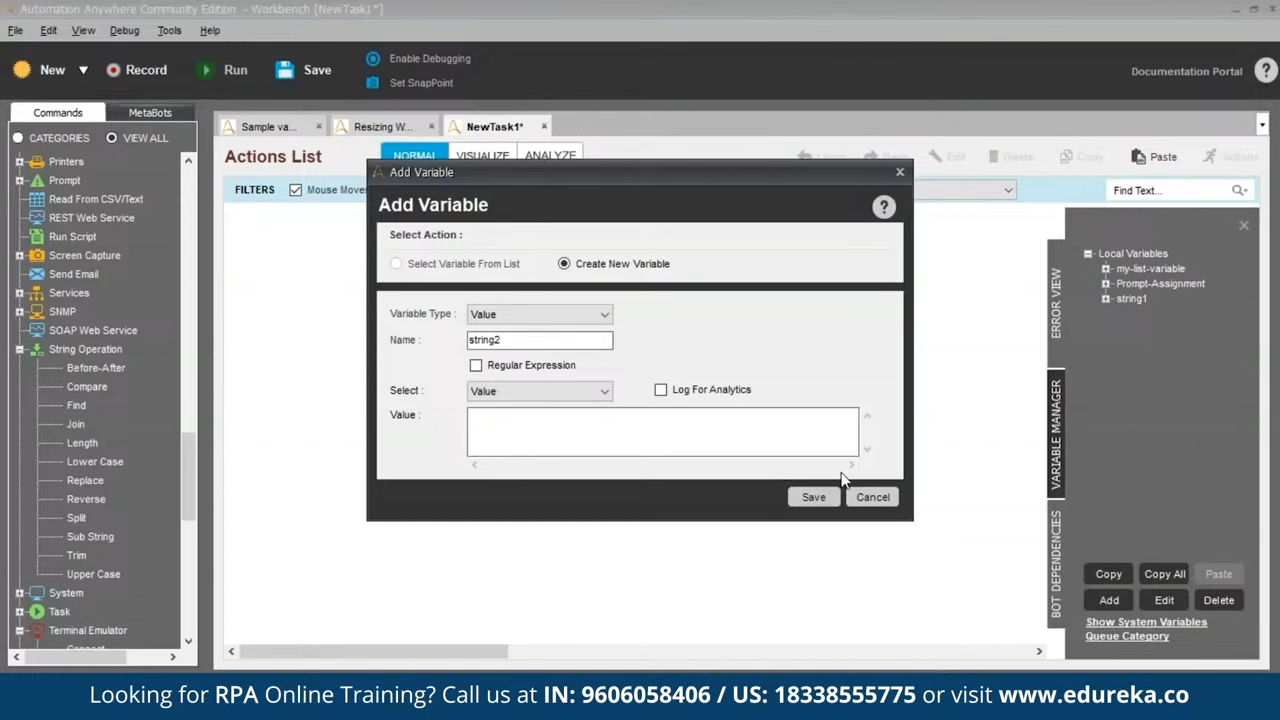 Automation Anywhere Community Edition - Workbench [NewTask1*]
File Edit View Debug Tools Help
New Record Run Save
Enable Debugging
Set SnapPoint
Documentation Portal
Commands MetaBots
CATEGORIES VIEW ALL
Printers
Prompt
Read From CSV/Text
REST Web Service
Run Script
Screen Capture
Send Email
Services
SNMP
SOAP Web Service
String Operation
Before-After
Compare
Find
Join
Length
Lower Case
Replace
Reverse
Split
Sub String
Trim
Upper Case
System
Task
Terminal Emulator
Sample va... Resizing W... NewTask1*
Actions List NORMAL VISUALIZE ANALYZE
Edit Delete Copy Paste Actions
FILTERS Mouse Move Find Text...
Add Variable
Add Variable
Select Action :
Select Variable From List Create New Variable
Variable Type : Value
Name : string2
Regular Expression
Select : Value Log For Analytics
Value :
Save Cancel
ERROR VIEW
VARIABLE MANAGER
BOT DEPENDENCIES
Local Variables
my-list-variable
Prompt-Assignment
string1
Copy Copy All Paste
Add Edit Delete
Show System Variables
Queue Category
Looking for RPA Online Training? Call us at IN: 9606058406 / US: 18338555775 or visit www.edureka.co